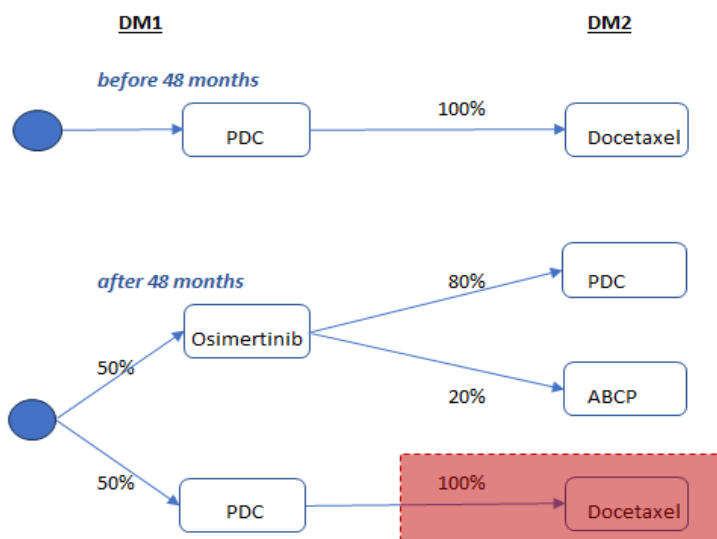 DM1 DM2
before 48 months
100%
PDC Docetaxel
after 48 months
80% PDC
Osimertinib
50%
20% ABCP
50% 100%
PDC Docetaxel